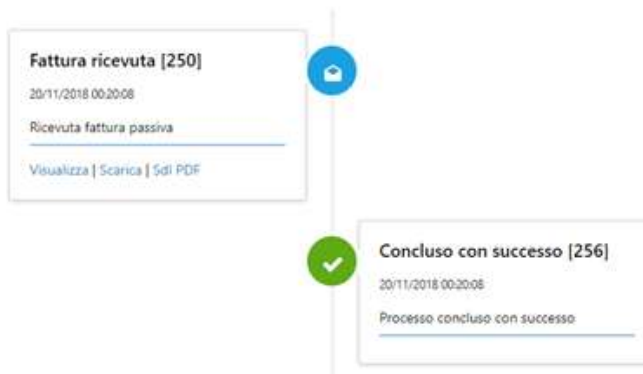 Fattura ricevuta [250]
20/11/2018 00:20:08
Ricevuta fattura passiva
Visualizza | Scarica | SdI PDF
Concluso con successo [256]
20/11/2018 00:20:08
Processo concluso con successo